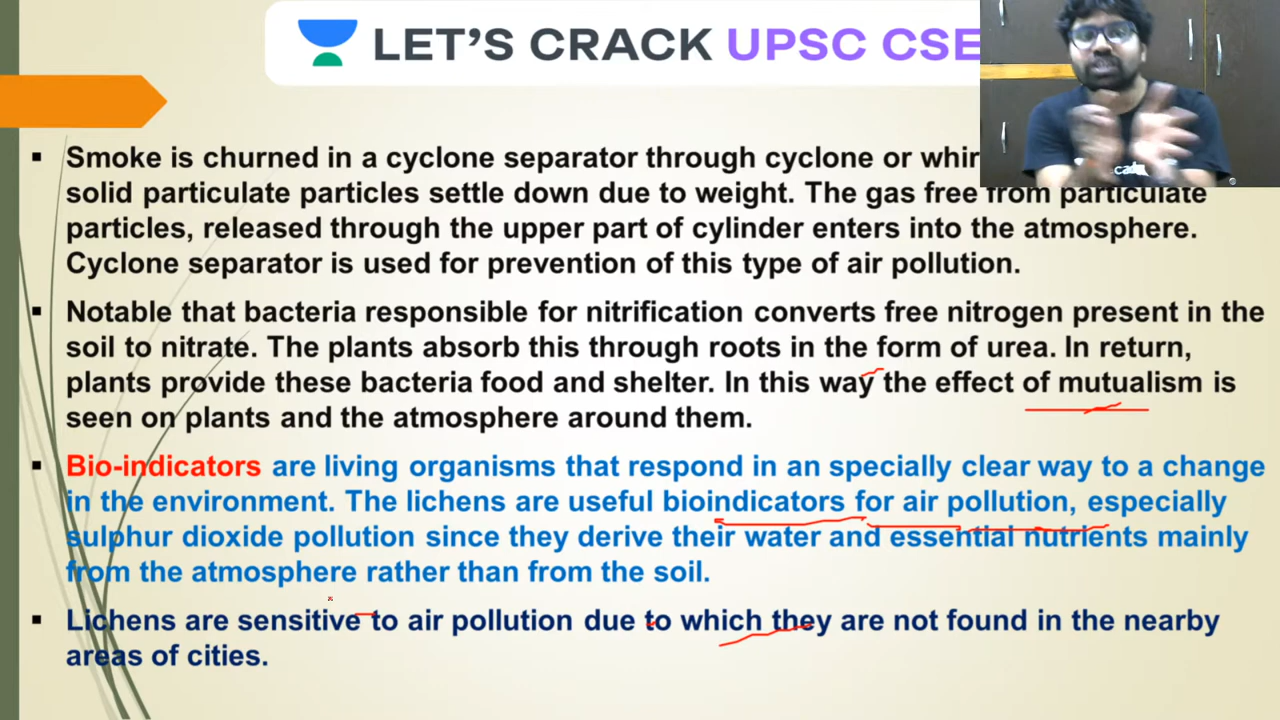 LET'S CRACK UPSC CSE
▪ Smoke is churned in a cyclone separator through cyclone or
solid particulate particles settle down due to weight. The gas free from particulate
particles, released through the upper part of cylinder enters into the atmosphere.
Cyclone separator is used for prevention of this type of air pollution.
▪ Notable that bacteria responsible for nitrification converts free nitrogen present in the
soil to nitrate. The plants absorb this through roots in the form of urea. In return,
plants provide these bacteria food and shelter. In this way the effect of mutualism is
seen on plants and the atmosphere around them.
▪ Bio-indicators are living organisms that respond in an specially clear way to a change
in the environment. The lichens are useful bioindicators for air pollution, especially
sulphur dioxide pollution since they derive their water and essential nutrients mainly
from the atmosphere rather than from the soil.
▪ Lichens are sensitive to air pollution due to which they are not found in the nearby
areas of cities.